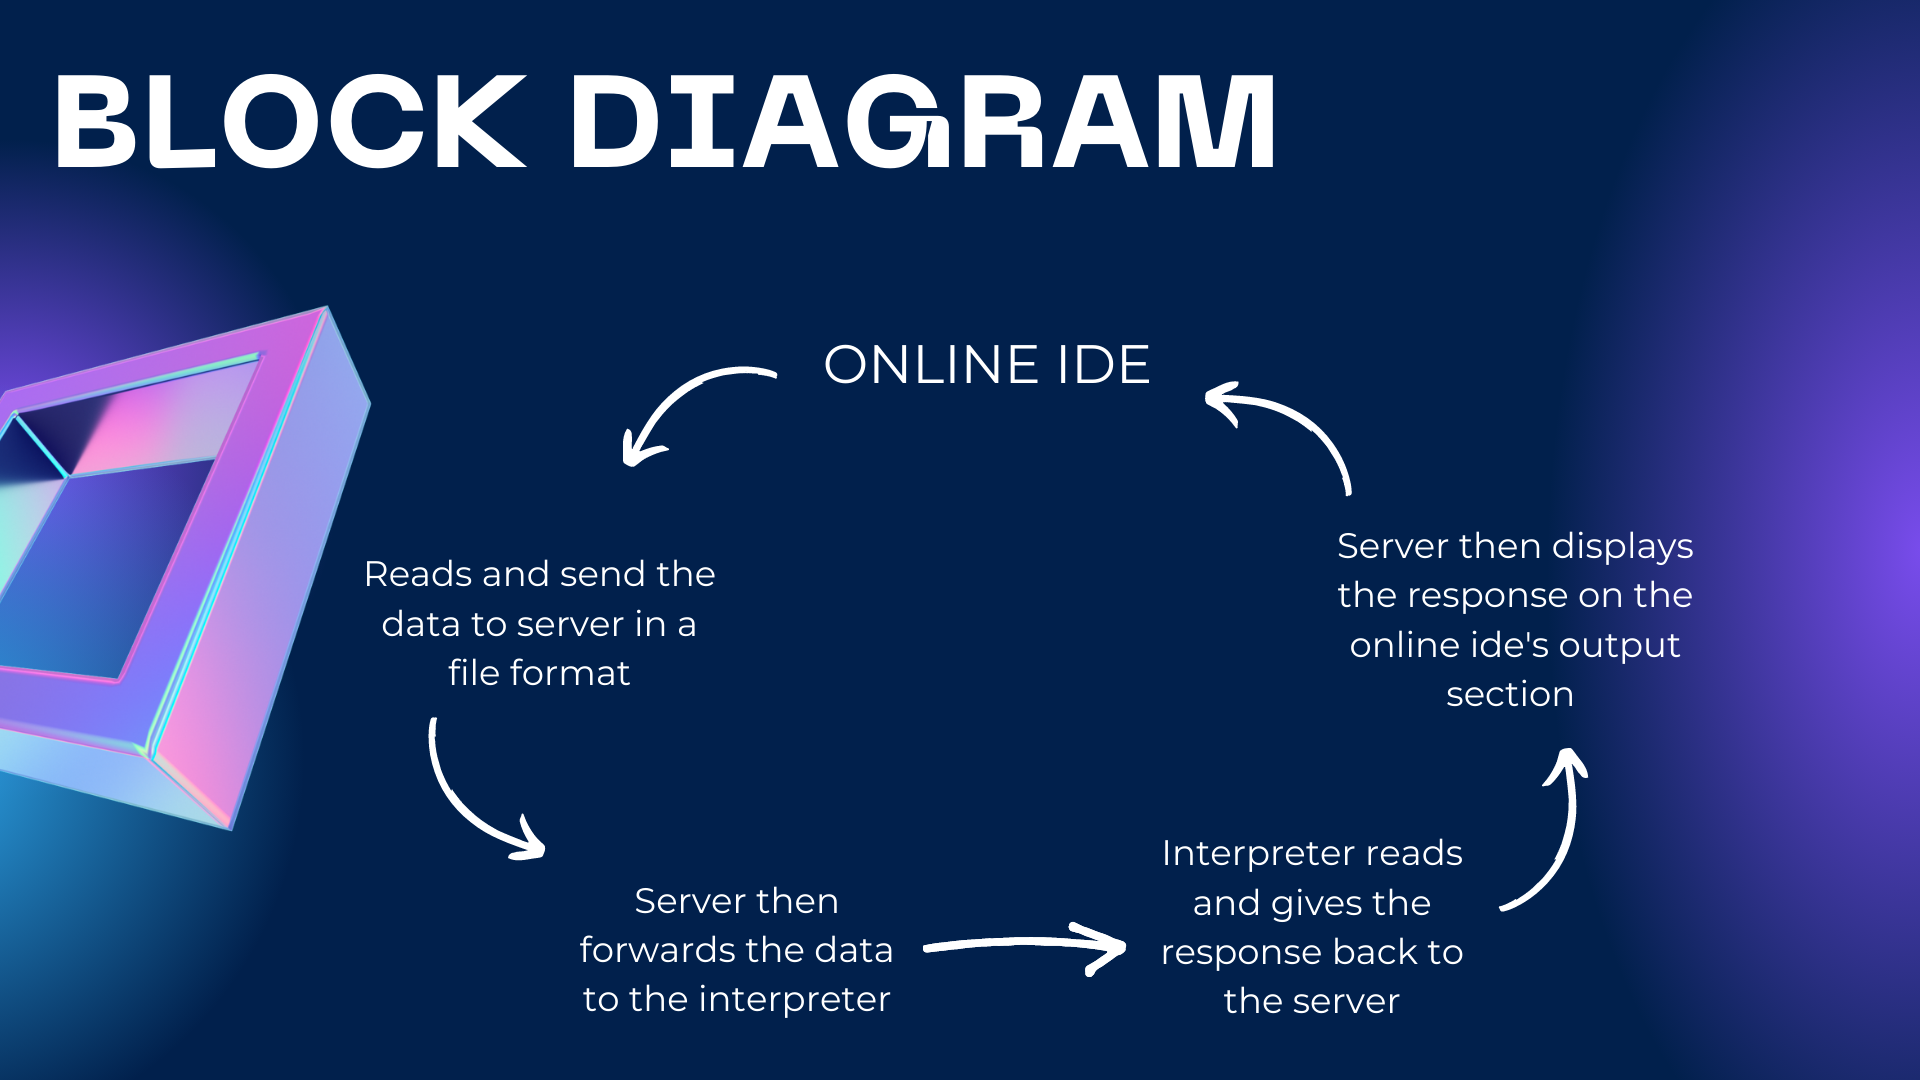 BLOCK DIAGRAM
ONLINE IDE
Reads and send the
data to server in a
file format
Server then
forwards the data
to the interpreter
Interpreter reads
and gives the
response back to
the server
Server then displays
the response on the
online ide's output
section